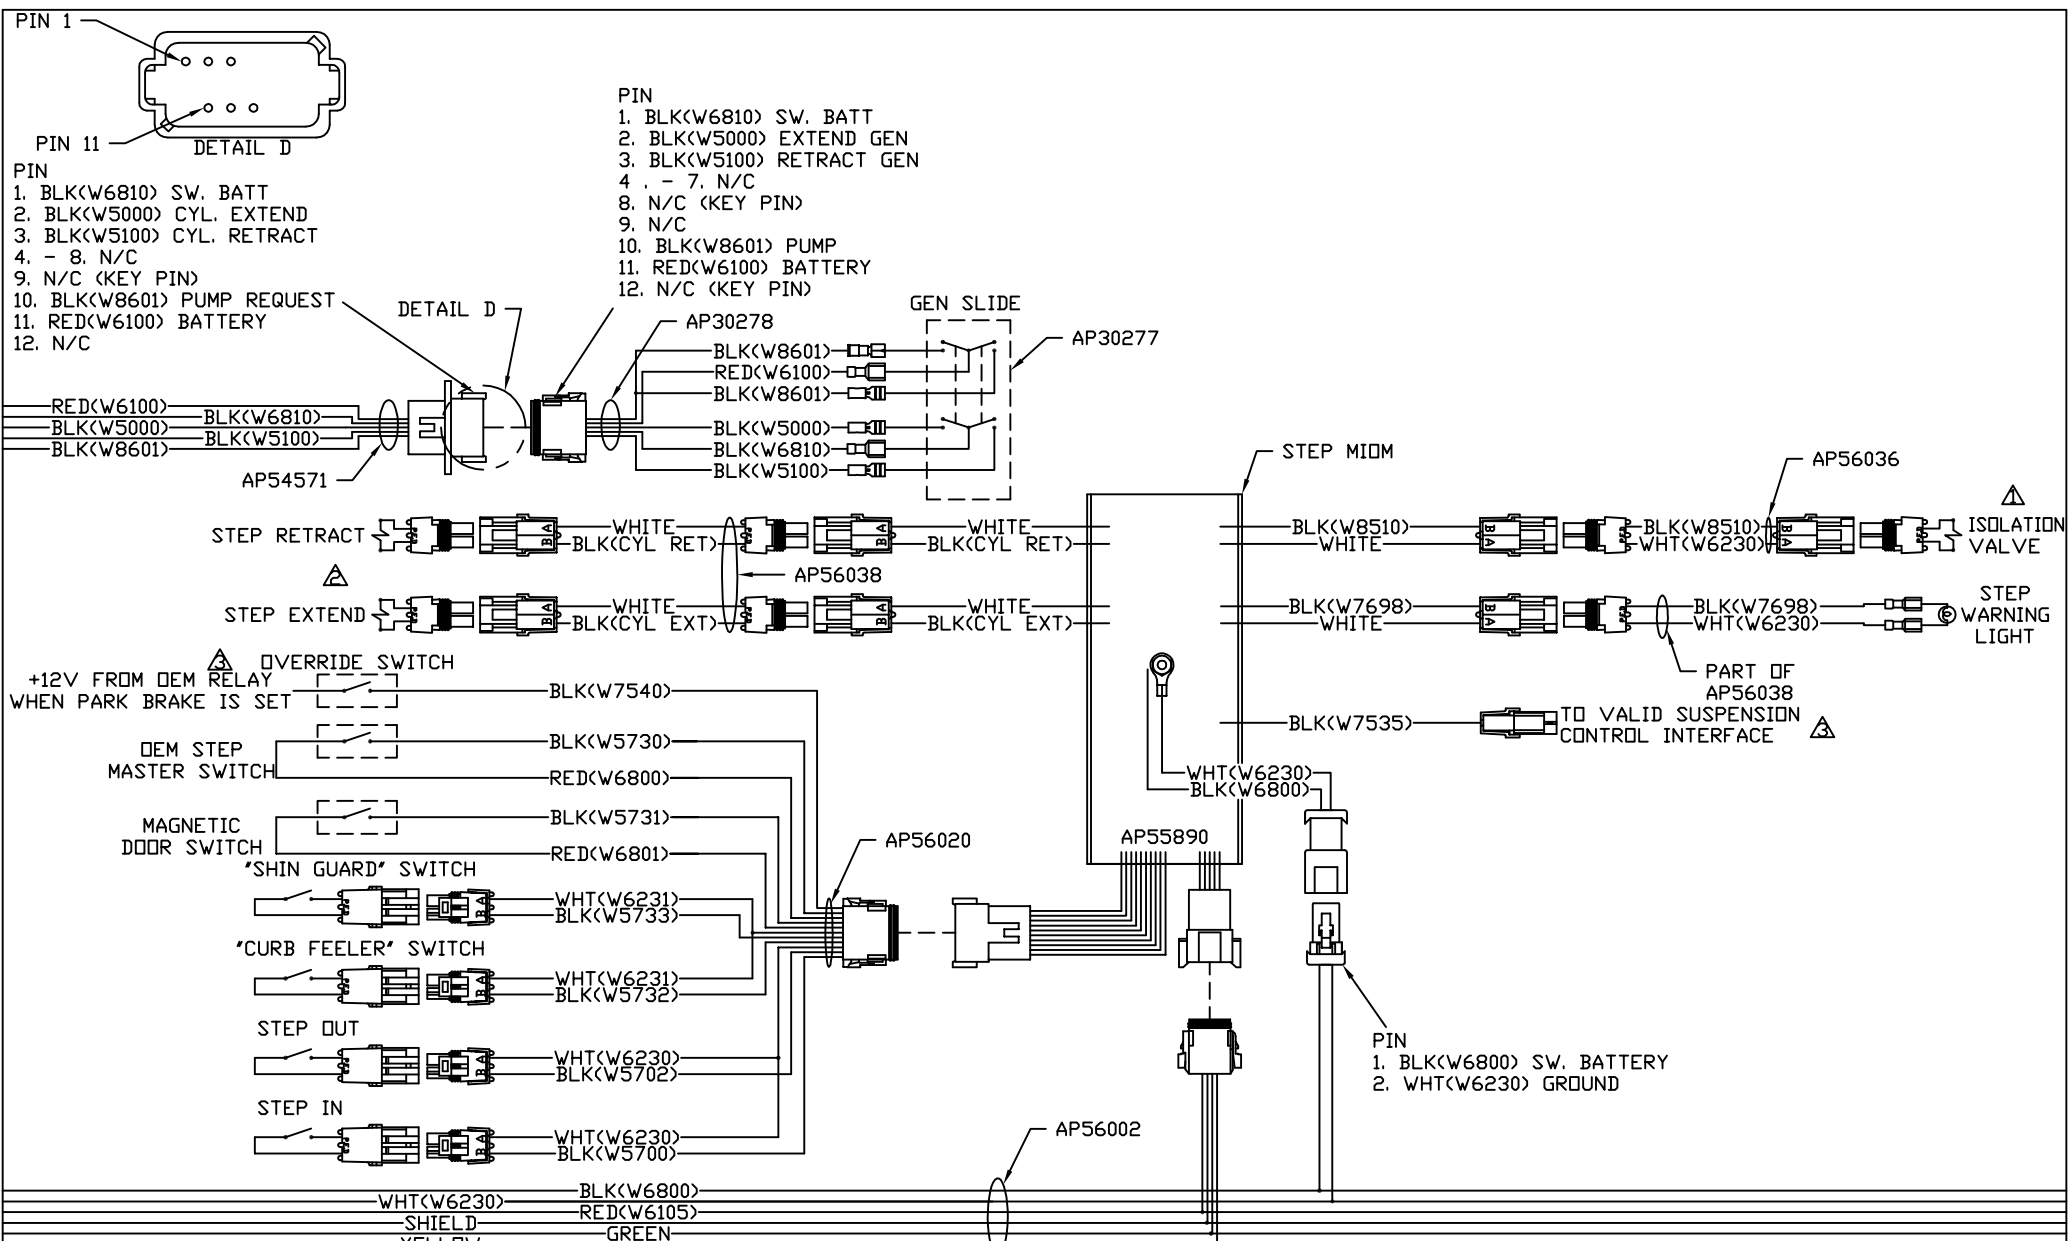 PIN 1
PIN 11
DETAIL D
PIN
1. BLK(W6810) SW. BATT
2. BLK(W5000) CYL. EXTEND
3. BLK(W5100) CYL. RETRACT
4. - 8. N/C
9. N/C (KEY PIN)
10. BLK(W8601) PUMP REQUEST
11. RED(W6100) BATTERY
12. N/C
PIN
1. BLK(W6810) SW. BATT
2. BLK(W5000) EXTEND GEN
3. BLK(W5100) RETRACT GEN
4 . - 7. N/C
8. N/C (KEY PIN)
9. N/C
10. BLK(W8601) PUMP
11. RED(W6100) BATTERY
12. N/C (KEY PIN)
DETAIL D
AP30278
GEN SLIDE
AP30277
BLK(W8601)
RED(W6100)
BLK(W8601)
BLK(W5000)
BLK(W6810)
BLK(W5100)
RED(W6100)
BLK(W6810)
BLK(W5000)
BLK(W5100)
BLK(W8601)
AP54571
STEP MIOM
AP56036
STEP RETRACT
A
B
WHITE
BLK(CYL RET)
A
B
WHITE
BLK(CYL RET)
BLK(W8510)
WHITE
B
A
BLK(W8510)
WHT(W6230)
B
A
1
ISOLATION
VALVE
2
AP56038
STEP EXTEND
A
B
WHITE
BLK(CYL EXT)
A
B
WHITE
BLK(CYL EXT)
BLK(W7698)
WHITE
B
A
BLK(W7698)
WHT(W6230)
STEP
WARNING
LIGHT
PART OF
AP56038
3
OVERRIDE SWITCH
+12V FROM OEM RELAY
WHEN PARK BRAKE IS SET
BLK(W7540)
BLK(W7535)
TO VALID SUSPENSION
CONTROL INTERFACE
3
OEM STEP
MASTER SWITCH
BLK(W5730)
RED(W6800)
WHT(W6230)
BLK(W6800)
MAGNETIC
DOOR SWITCH
BLK(W5731)
RED(W6801)
AP56020
AP55890
"SHIN GUARD" SWITCH
A
B
WHT(W6231)
BLK(W5733)
"CURB FEELER" SWITCH
A
B
WHT(W6231)
BLK(W5732)
STEP OUT
A
B
WHT(W6230)
BLK(W5702)
STEP IN
A
B
WHT(W6230)
BLK(W5700)
PIN
1. BLK(W6800) SW. BATTERY
2. WHT(W6230) GROUND
AP56002
BLK(W6800)
WHT(W6230)
RED(W6105)
SHIELD
GREEN
YELLOW